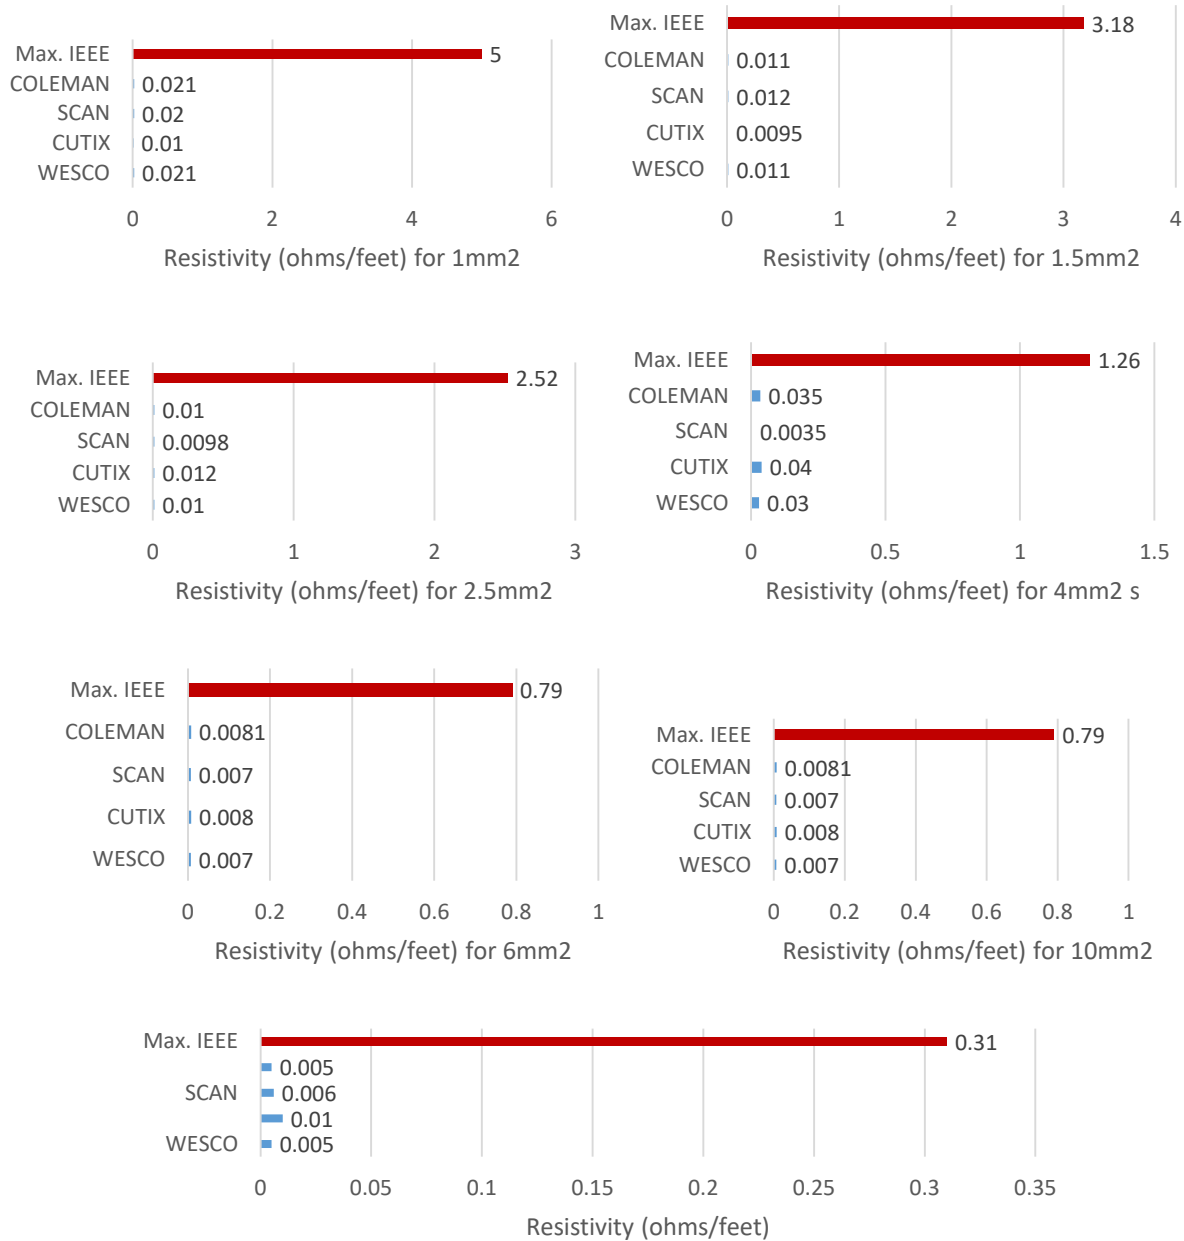 Max. IEEE 5
COLEMAN 0.021
SCAN 0.02
CUTIX 0.01
WESCO 0.021
0 2 4 6
Resistivity (ohms/feet) for 1mm2
Max. IEEE 3.18
COLEMAN 0.011
SCAN 0.012
CUTIX 0.0095
WESCO 0.011
0 1 2 3 4
Resistivity (ohms/feet) for 1.5mm2
Max. IEEE 2.52
COLEMAN 0.01
SCAN 0.0098
CUTIX 0.012
WESCO 0.01
0 1 2 3
Resistivity (ohms/feet) for 2.5mm2
Max. IEEE 1.26
COLEMAN 0.035
SCAN 0.0035
CUTIX 0.04
WESCO 0.03
0 0.5 1 1.5
Resistivity (ohms/feet) for 4mm2 s
Max. IEEE 0.79
COLEMAN 0.0081
SCAN 0.007
CUTIX 0.008
WESCO 0.007
0 0.2 0.4 0.6 0.8 1
Resistivity (ohms/feet) for 6mm2
Max. IEEE 0.79
COLEMAN 0.0081
SCAN 0.007
CUTIX 0.008
WESCO 0.007
0 0.2 0.4 0.6 0.8 1
Resistivity (ohms/feet) for 10mm2
Max. IEEE 0.31
0.005
SCAN 0.006
0.01
WESCO 0.005
0 0.05 0.1 0.15 0.2 0.25 0.3 0.35
Resistivity (ohms/feet)